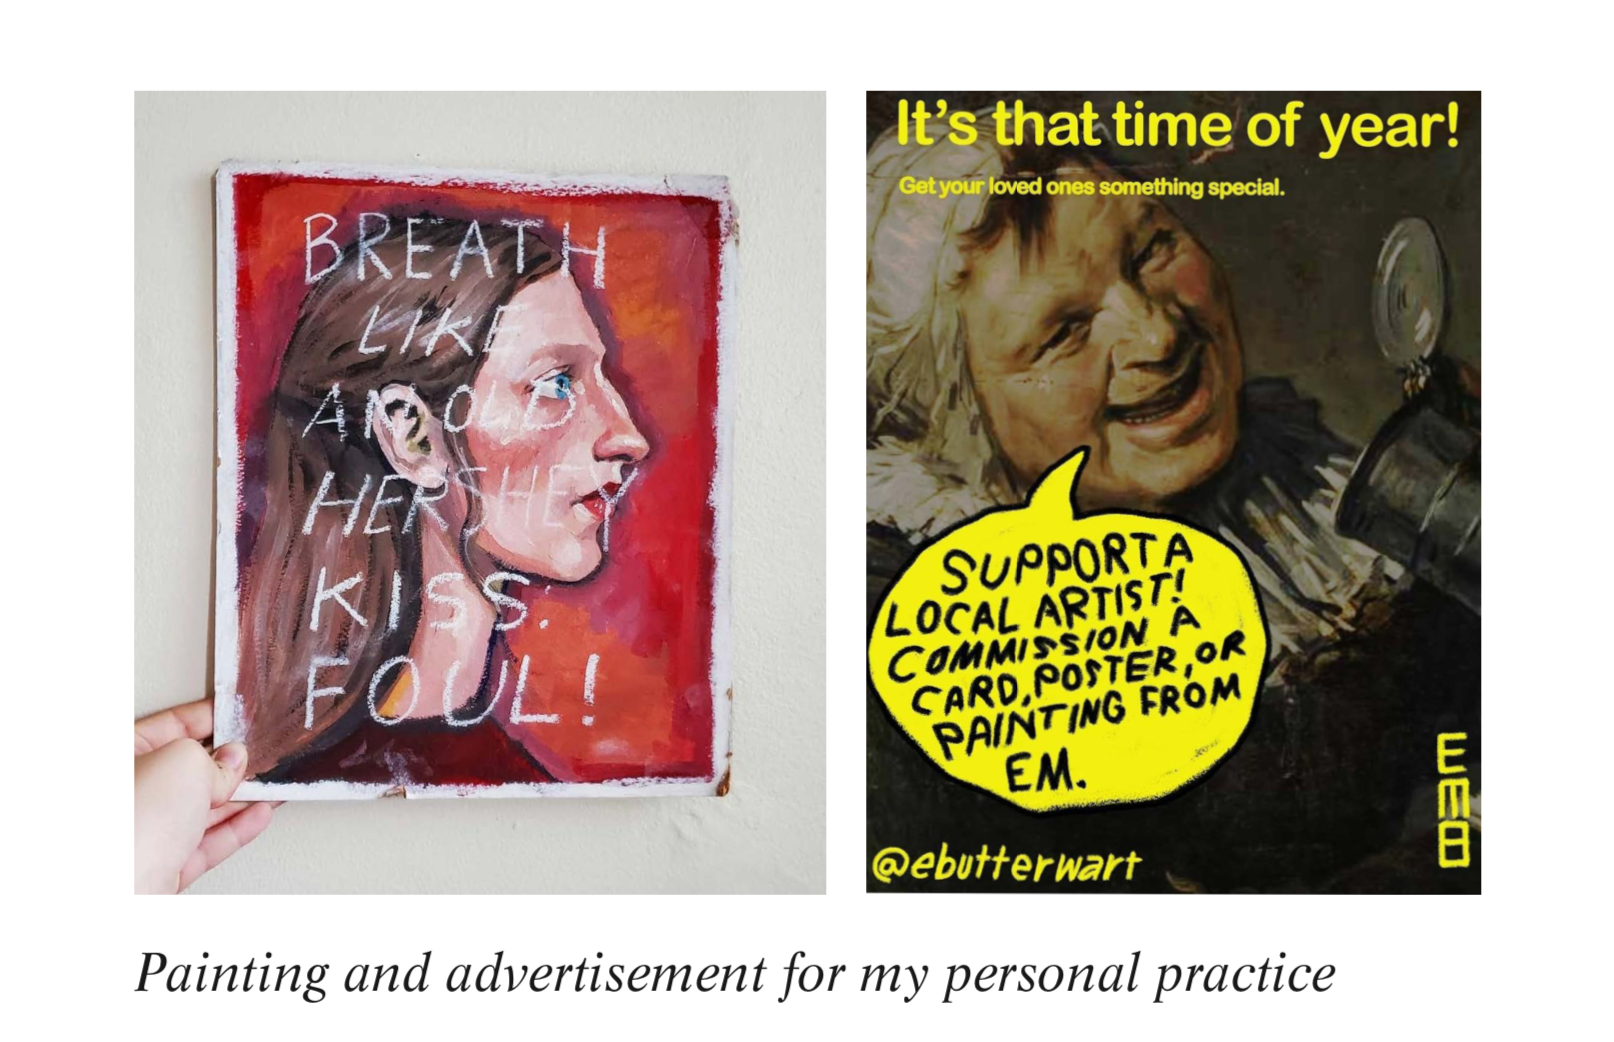 BREATH
LIKE
AN OLD
HERSHEY
KISS.
FOUL!
It's that time of year!
Get your loved ones something special.
SUPPORT A
LOCAL ARTIST!
COMMISSION A
CARD, POSTER, OR
PAINTING FROM
EM.
@ebutterwart
EMB
Painting and advertisement for my personal practice